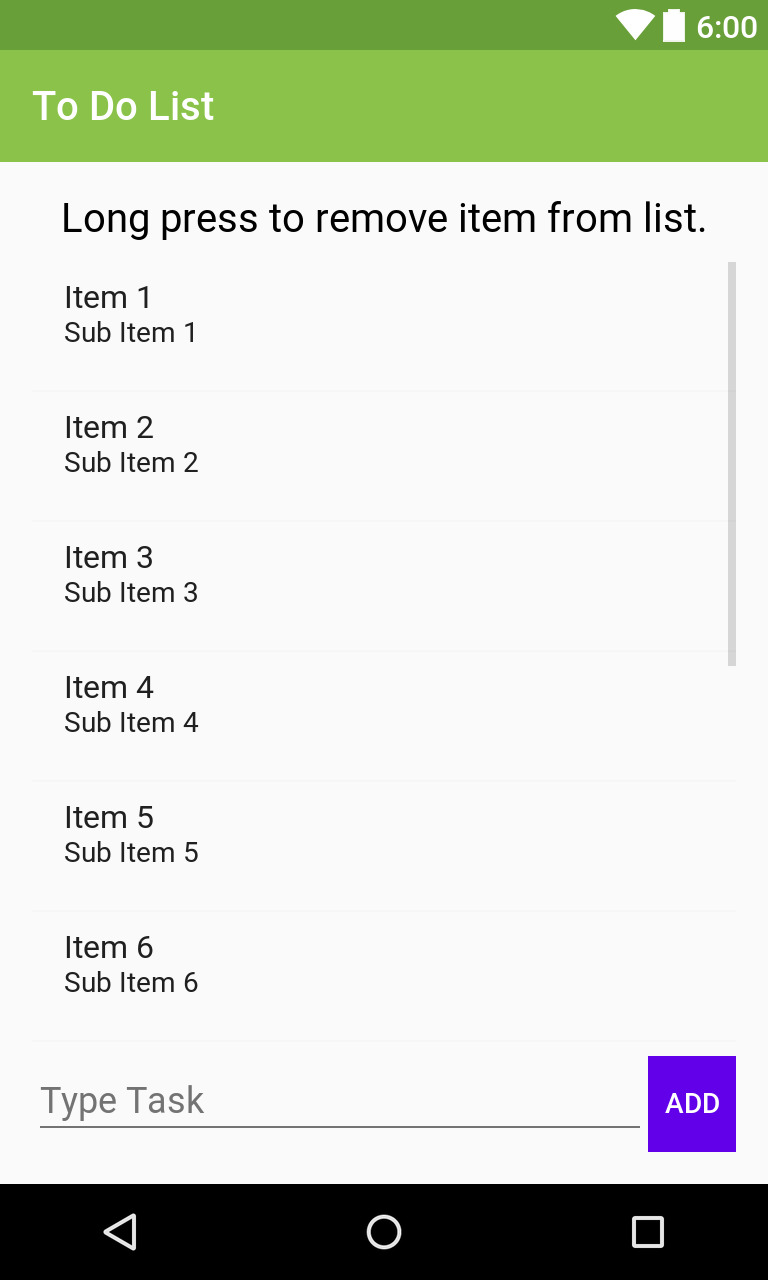 6:00
To Do List
Long press to remove item from list.
Item 1
Sub Item 1
Item 2
Sub Item 2
Item 3
Sub Item 3
Item 4
Sub Item 4
Item 5
Sub Item 5
Item 6
Sub Item 6
Type Task
ADD